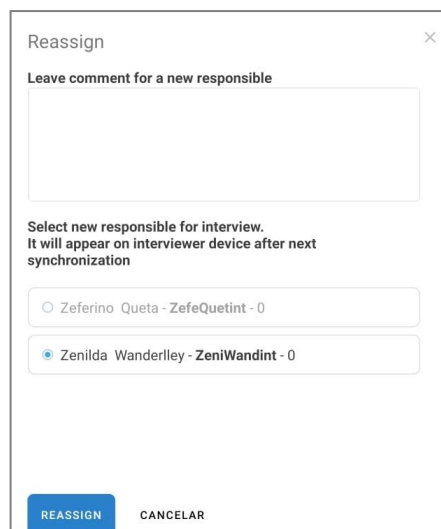 Reassign
Leave comment for a new responsible
Select new responsible for interview.
It will appear on interviewer device after next
synchronization
Zeferino Queta - ZefeQuetint - 0
Zenilda Wanderlley - ZeniWandint - 0
REASSIGN CANCELAR